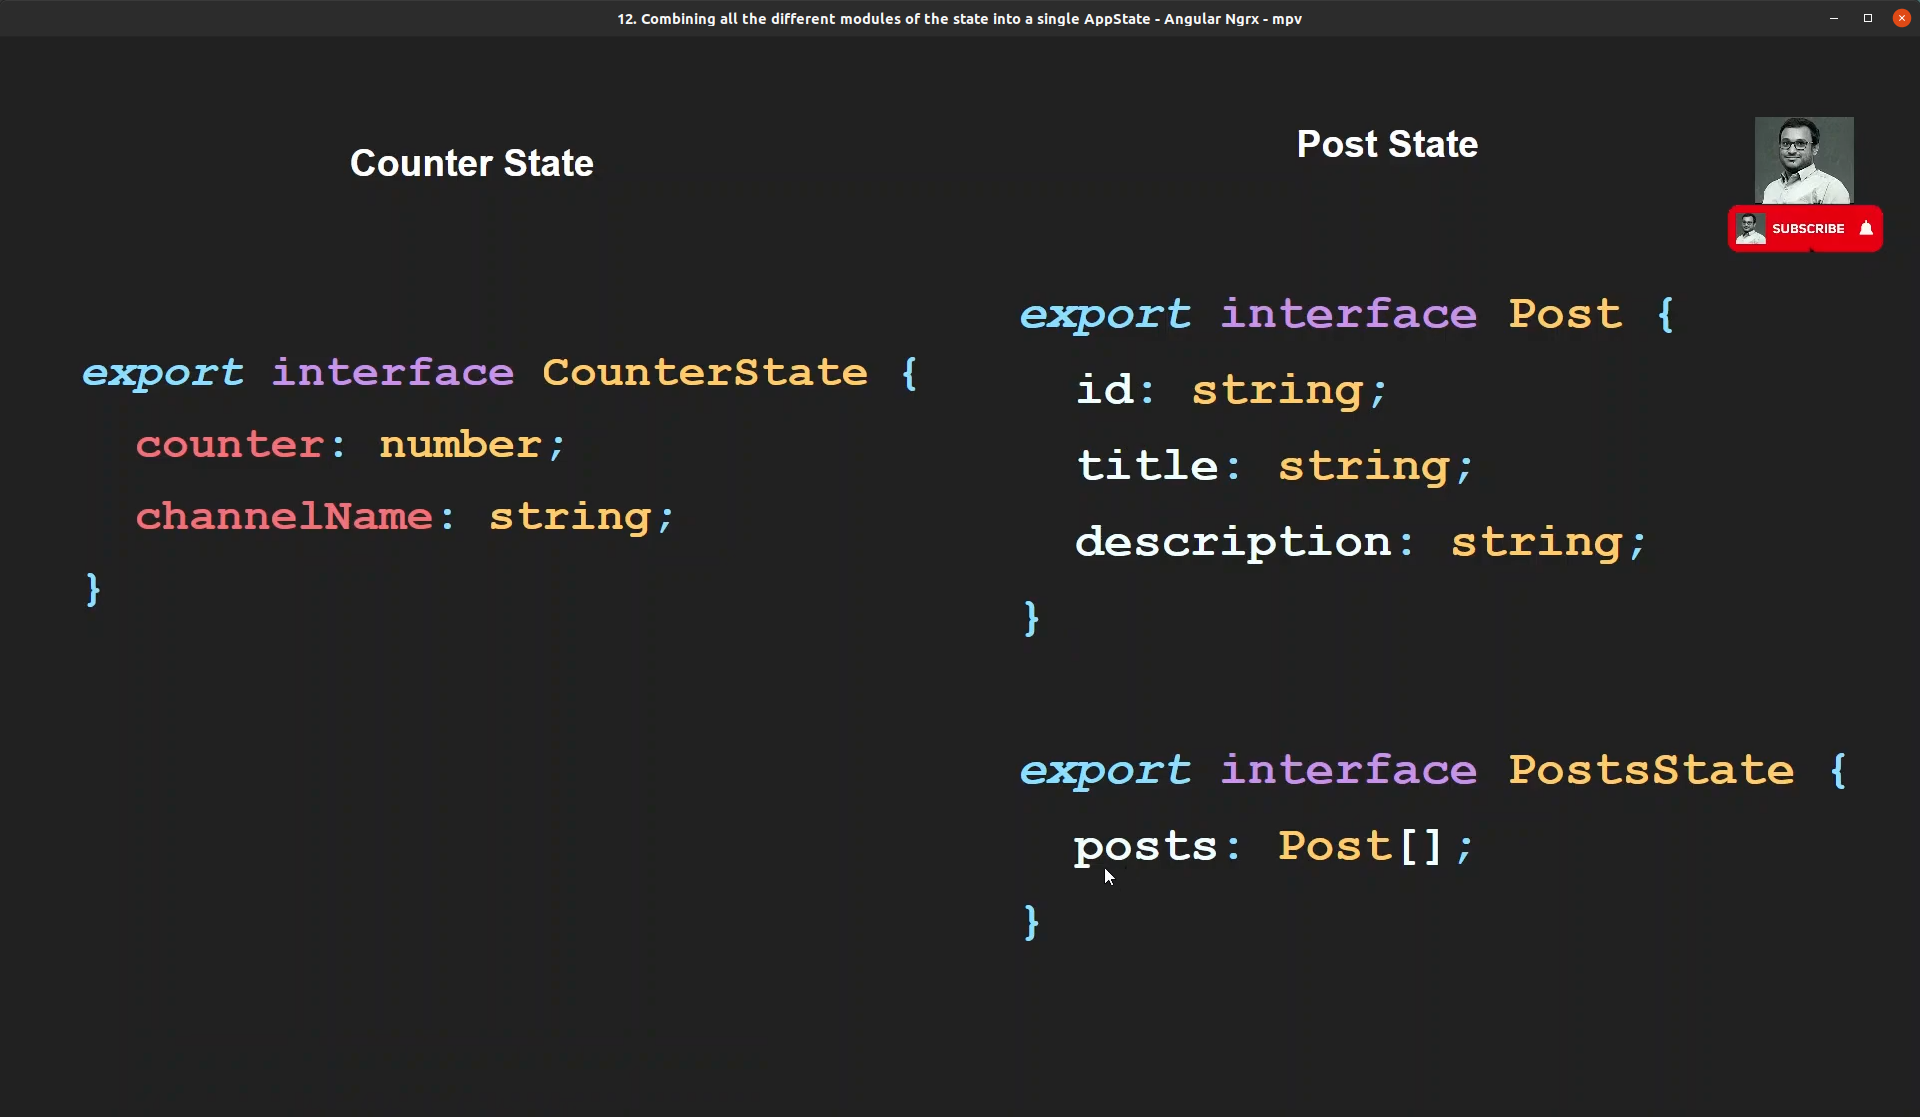 12. Combining all the different modules of the state into a single AppState - Angular Ngrx - mpv
Counter State
export interface CounterState {
counter: number;
channelName: string;
}
Post State
SUBSCRIBE
export interface Post {
id: string;
title: string;
description: string;
}
export interface PostsState {
posts: Post[];
}